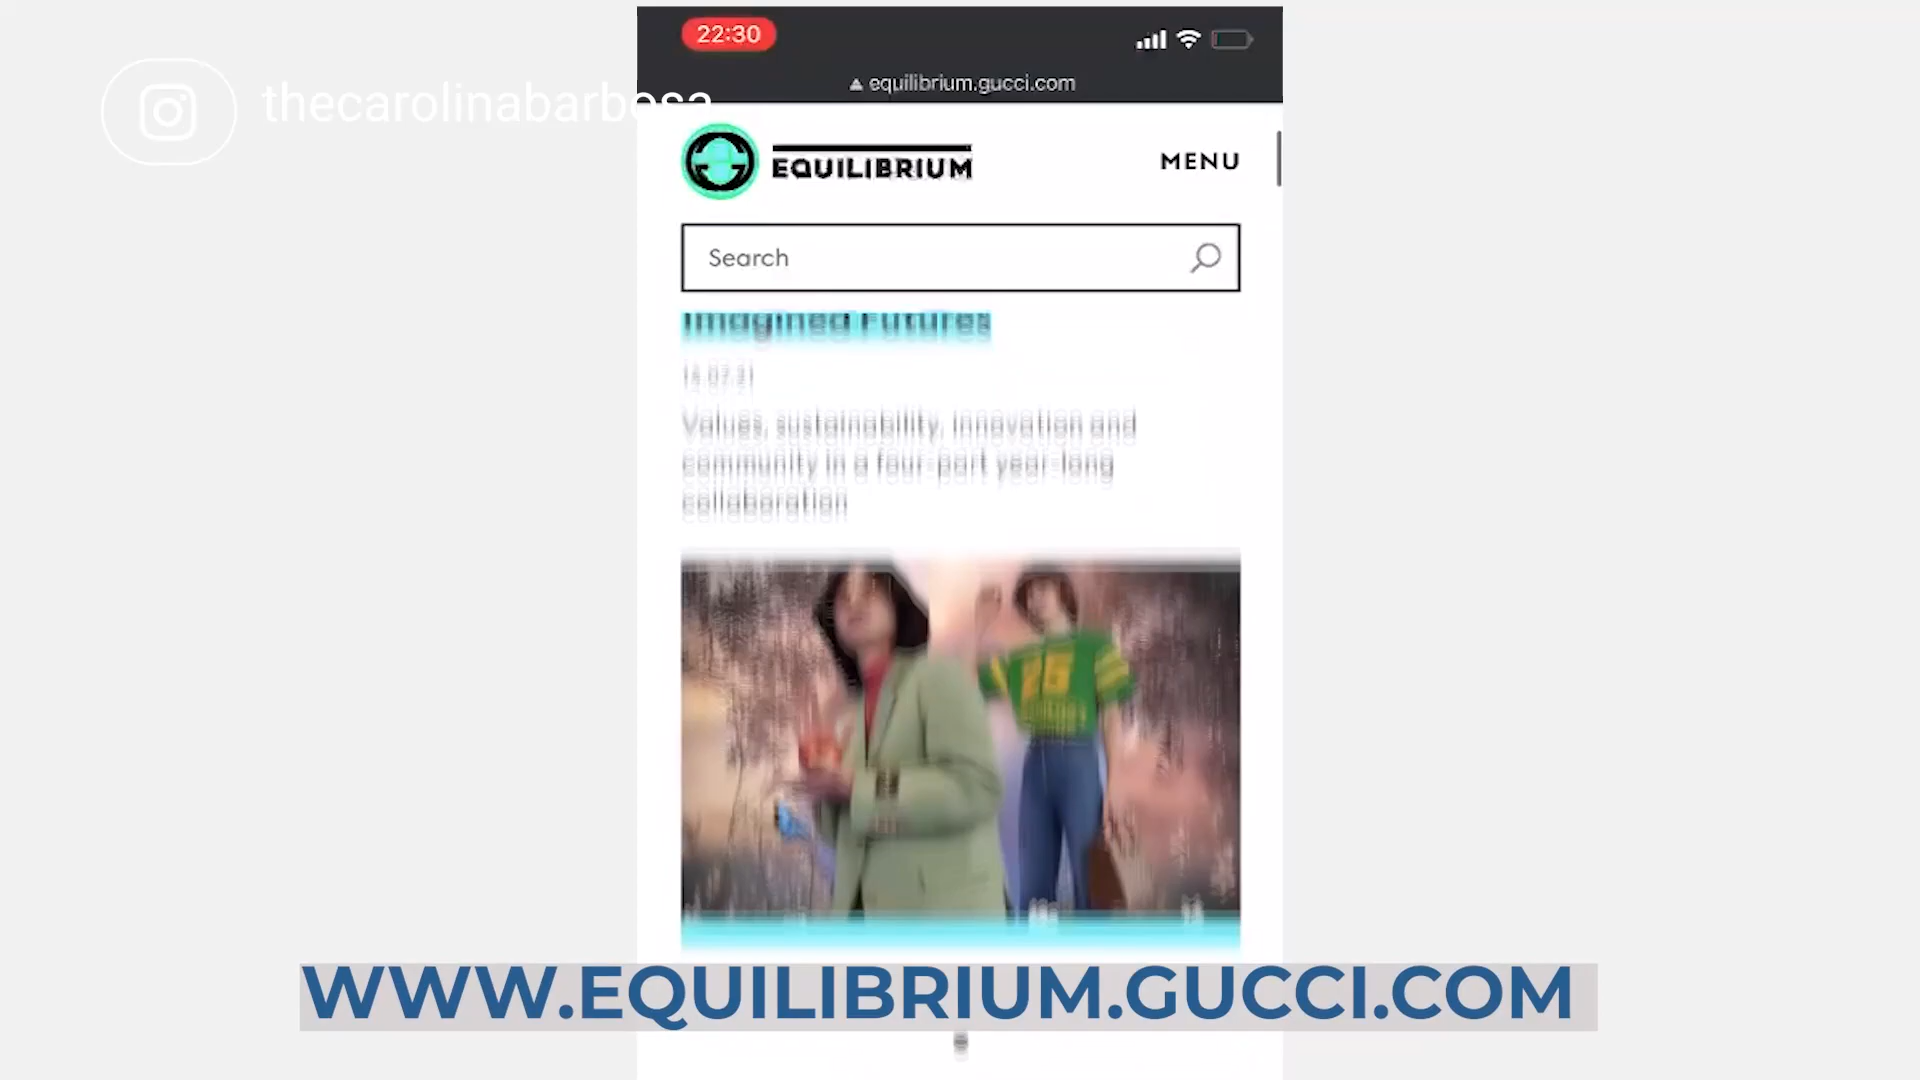 22:30
equilibrium.gucci.com
thecarolinabarbosa
EQUILIBRIUM
MENU
Search
Imagined Futures
Values, sustainability, innovation and
community in a four-part year-long
collaboration
WWW.EQUILIBRIUM.GUCCI.COM